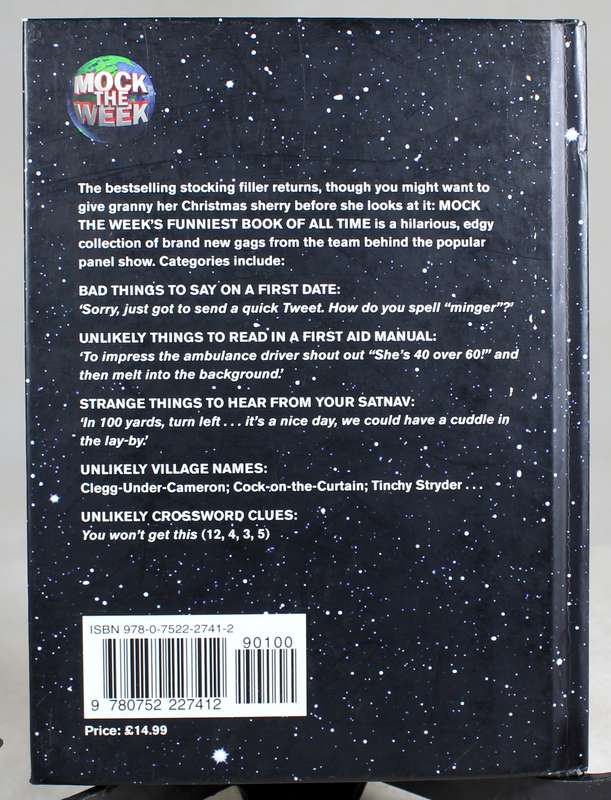 MOCK
THE
WEEK
The bestselling stocking filler returns, though you might want to
give granny her Christmas sherry before she looks at it: MOCK
THE WEEK'S FUNNIEST BOOK OF ALL TIME is a hilarious, edgy
collection of brand new gags from the team behind the popular
panel show. Categories include:
BAD THINGS TO SAY ON A FIRST DATE:
‘Sorry, just got to send a quick Tweet. How do you spell “minger”?’
UNLIKELY THINGS TO READ IN A FIRST AID MANUAL:
‘To impress the ambulance driver shout out “She's 40 over 60!” and
then melt into the background.’
STRANGE THINGS TO HEAR FROM YOUR SATNAV:
‘In 100 yards, turn left . . . it's a nice day, we could have a cuddle in
the lay-by.’
UNLIKELY VILLAGE NAMES:
Clegg-Under-Cameron; Cock-on-the-Curtain; Tinchy Stryder . . .
UNLIKELY CROSSWORD CLUES:
You won't get this (12, 4, 3, 5)
ISBN 978-0-7522-2741-2
90100
9 780752 227412
Price: £14.99